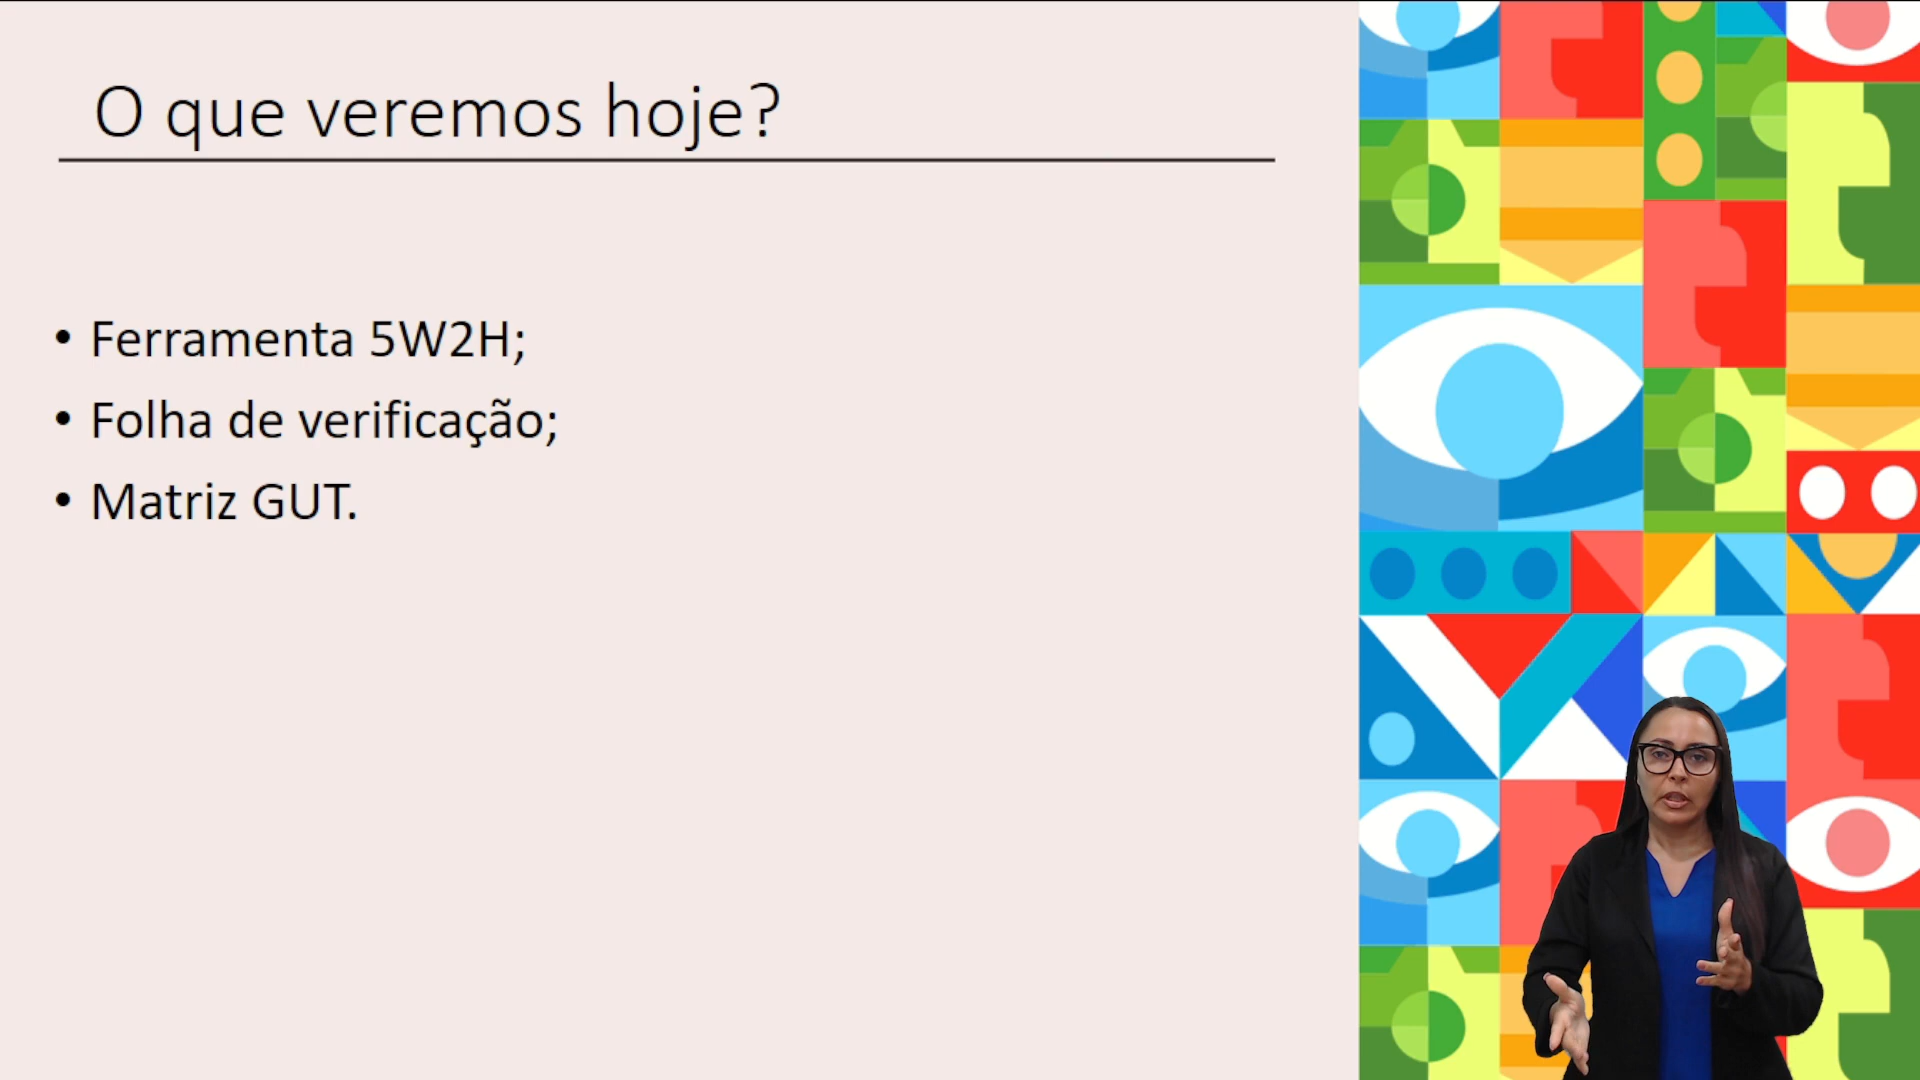 O que veremos hoje?
• Ferramenta 5W2H;
• Folha de verificação;
• Matriz GUT.